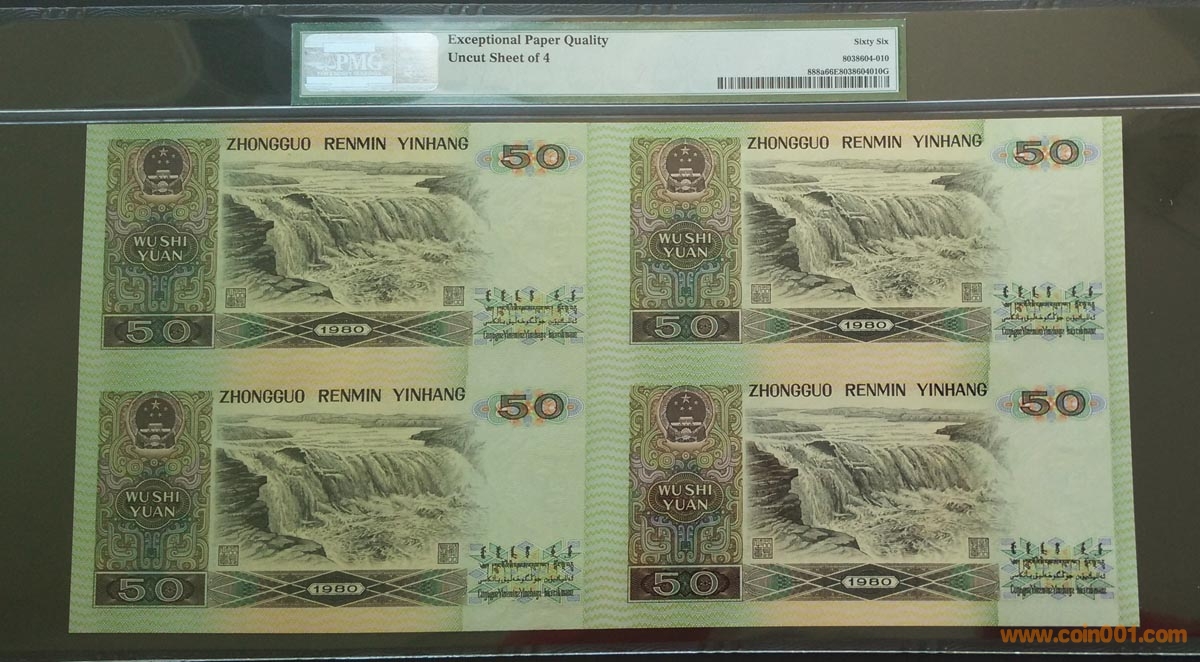 Exceptional Paper Quality
Uncut Sheet of 4
PMG
Sixty Six
8038604-010
888a66E8038604010G
ZHONGGUO RENMIN YINHANG
50
WU SHI
YUAN
50
1980
ZHONGGUO RENMIN YINHANG
50
WU SHI
YUAN
50
1980
ZHONGGUO RENMIN YINHANG
50
WU SHI
YUAN
50
1980
ZHONGGUO RENMIN YINHANG
50
WU SHI
YUAN
50
1980
www.coin001.com